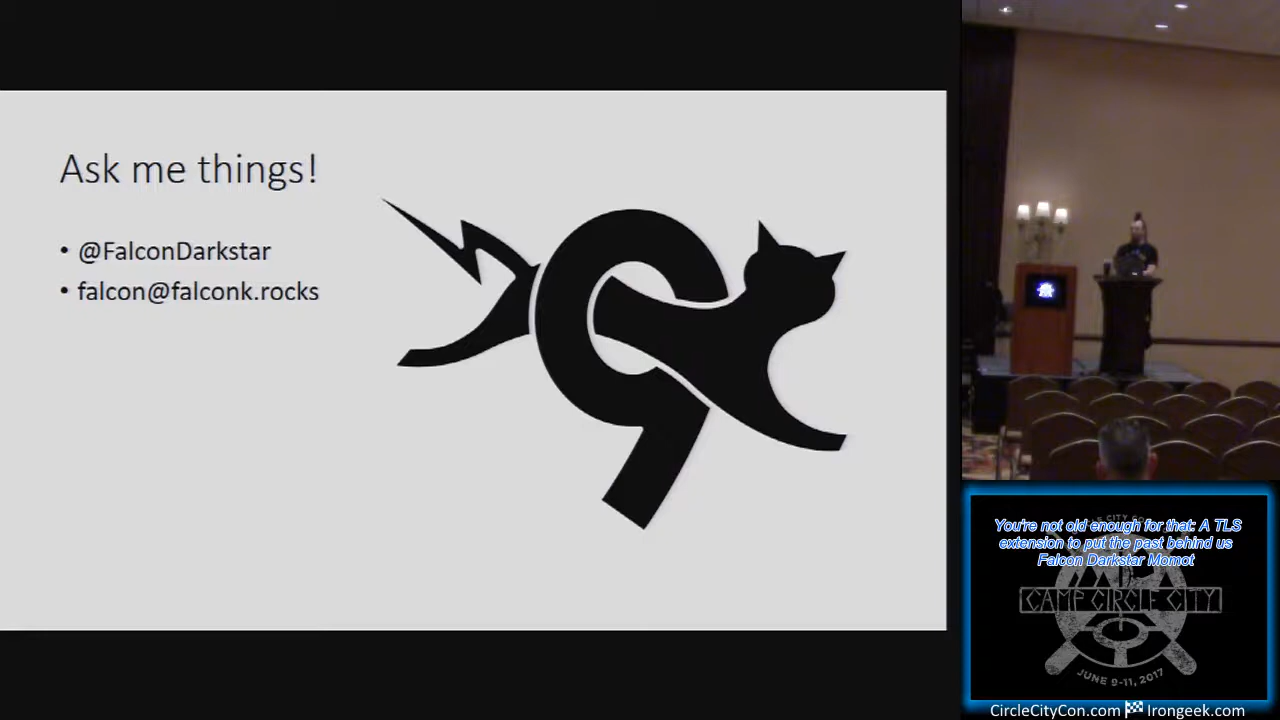 Ask me things!
• @FalconDarkstar
• falcon@falconk.rocks
You're not old enough for that: A TLS
extension to put the past behind us
Falcon Darkstar Momot
CAMP CIRCLE CITY
JUNE 9-11, 2017
CircleCityCon.com Irongeek.com